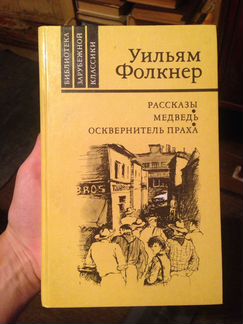 БИБЛИОТЕКА
ЗАРУБЕЖНОЙ
КЛАССИКИ
Уильям
Фолкнер
РАССКАЗЫ
МЕДВЕДЬ
ОСКВЕРНИТЕЛЬ ПРАХА
BROS